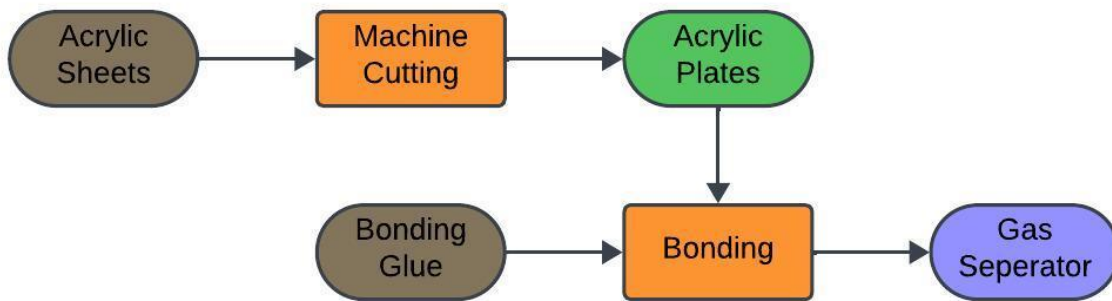 Acrylic
Sheets
Machine
Cutting
Acrylic
Plates
Bonding
Glue
Bonding
Gas
Seperator